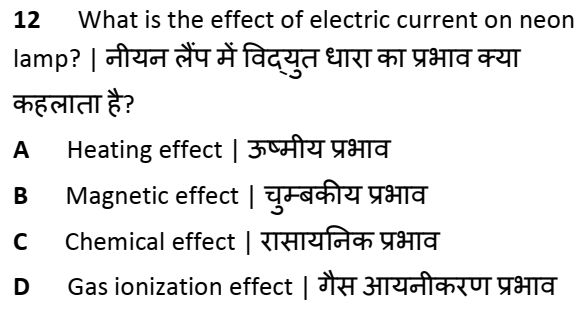 12 What is the effect of electric current on neon
lamp? | नीयन लैंप में विद्युत धारा का प्रभाव क्या
कहलाता है?
A Heating effect | ऊष्मीय प्रभाव
B Magnetic effect | चुम्बकीय प्रभाव
C Chemical effect | रासायनिक प्रभाव
D Gas ionization effect | गैस आयनीकरण प्रभाव